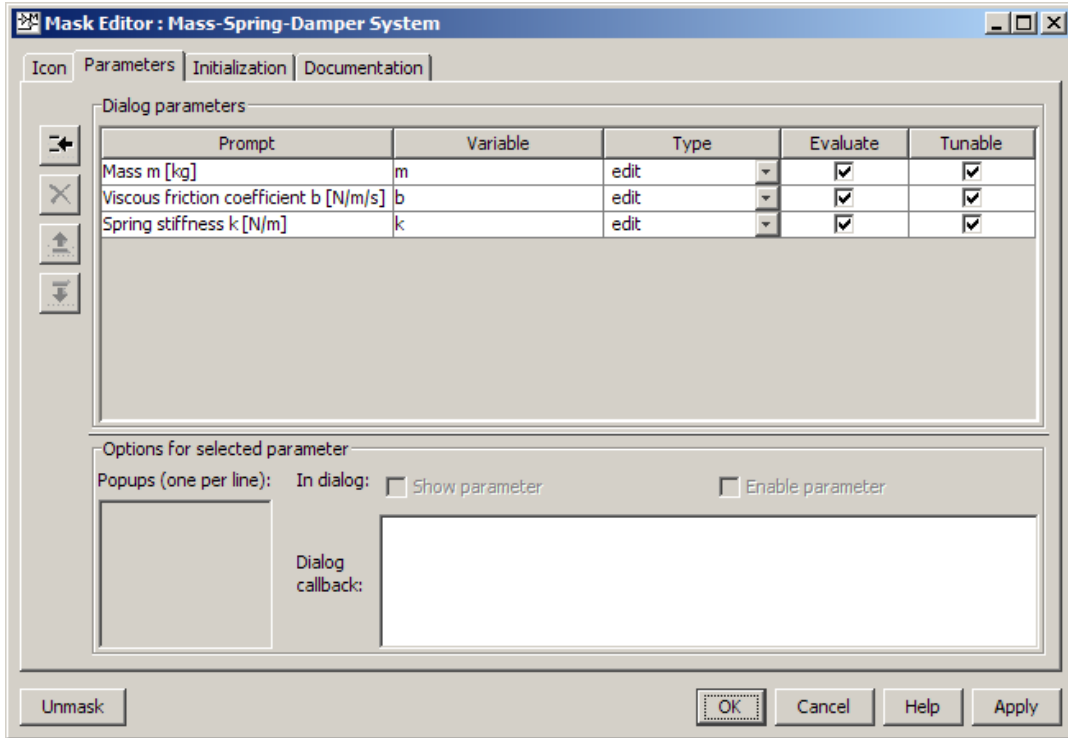 Mask Editor : Mass-Spring-Damper System
Icon Parameters Initialization Documentation
Dialog parameters
Prompt Variable Type Evaluate Tunable
Mass m [kg] m edit
Viscous friction coefficient b [N/m/s] b edit
Spring stiffness k [N/m] k edit
Options for selected parameter
Popups (one per line): In dialog: Show parameter Enable parameter
Dialog
callback:
Unmask OK Cancel Help Apply